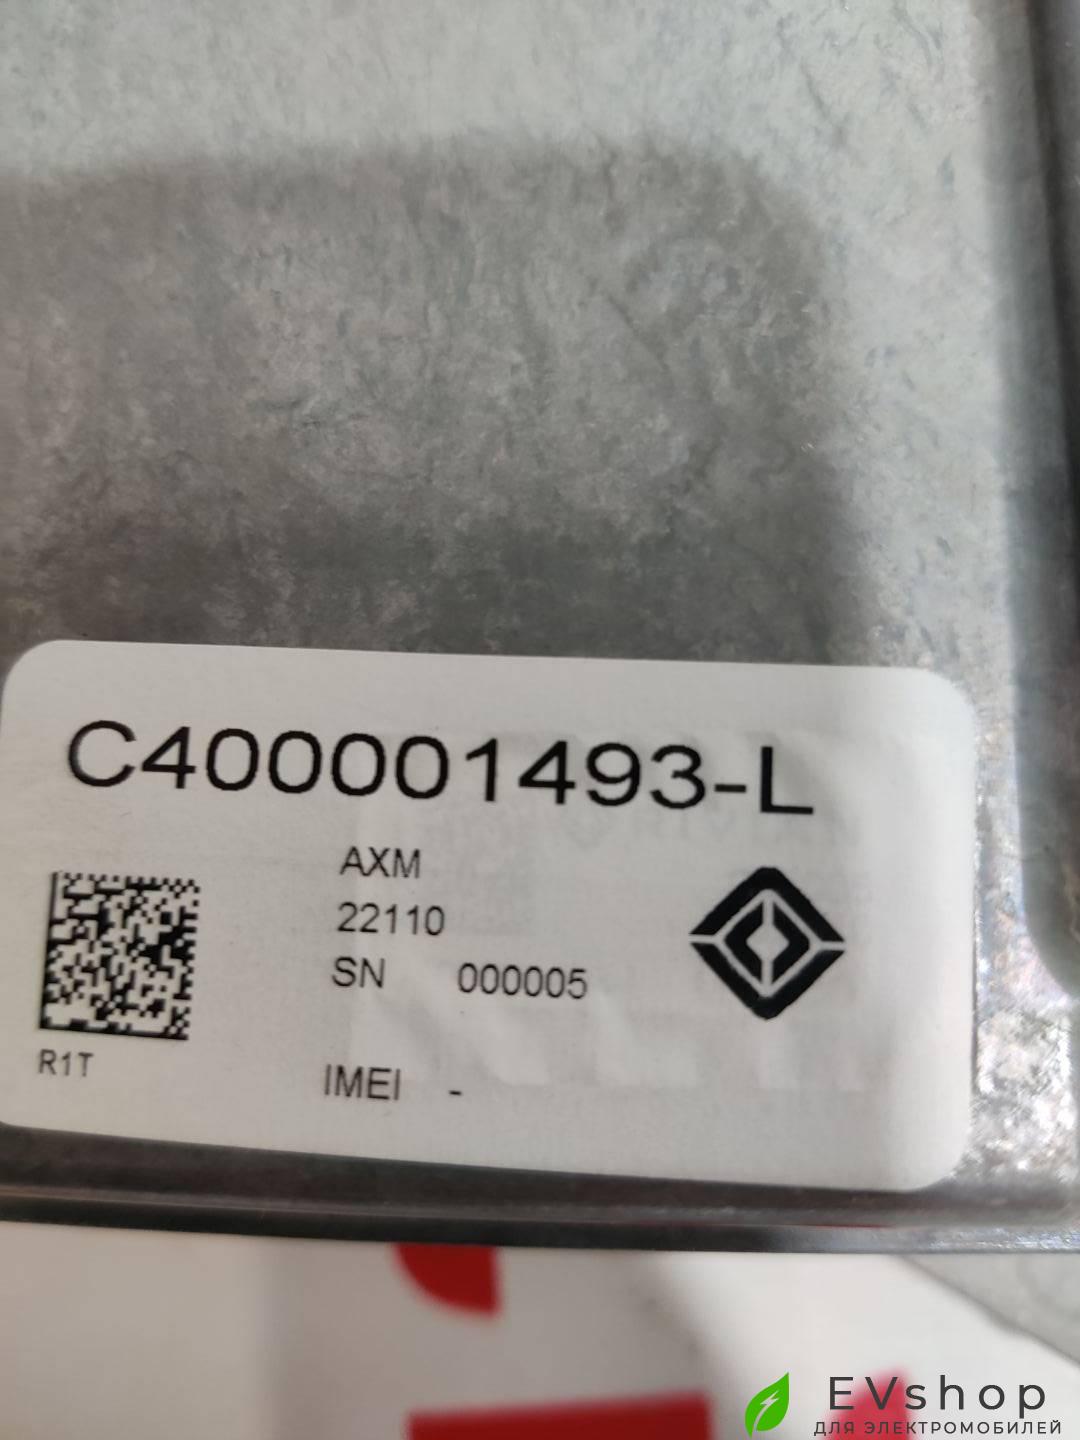 C400001493-L
AXM
22110
SN 000005
R1T
IMEI -
EVshop
ДЛЯ ЭЛЕКТРОМОБИЛЕЙ